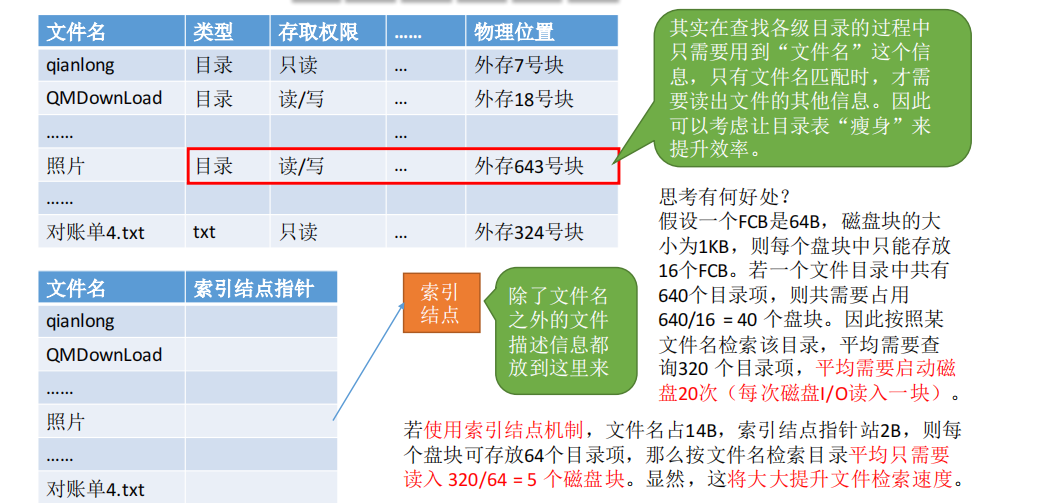 文件名 类型 存取权限 …… 物理位置
qianlong 目录 只读 … 外存7号块
QMDownLoad 目录 读/写 … 外存18号块
…… …
照片 目录 读/写 … 外存643号块
……
对账单4.txt txt 只读 … 外存324号块
其实在查找各级目录的过程中
只需要用到“文件名”这个信
息，只有文件名匹配时，才需
要读出文件的其他信息。因此
可以考虑让目录表“瘦身”来
提升效率。
文件名 索引结点指针
qianlong
QMDownLoad
……
照片
……
对账单4.txt
索引
结点
除了文件名
之外的文件
描述信息都
放到这里来
思考有何好处？
假设一个FCB是64B，磁盘块的大
小为1KB，则每个盘块中只能存放
16个FCB。若一个文件目录中共有
640个目录项，则共需要占用
640/16 = 40 个盘块。因此按照某
文件名检索该目录，平均需要查
询320 个目录项，平均需要启动磁
盘20次（每次磁盘I/O读入一块）。
若使用索引结点机制，文件名占14B，索引结点指针站2B，则每
个盘块可存放64个目录项，那么按文件名检索目录平均只需要
读入 320/64 = 5 个磁盘块。显然，这将大大提升文件检索速度。